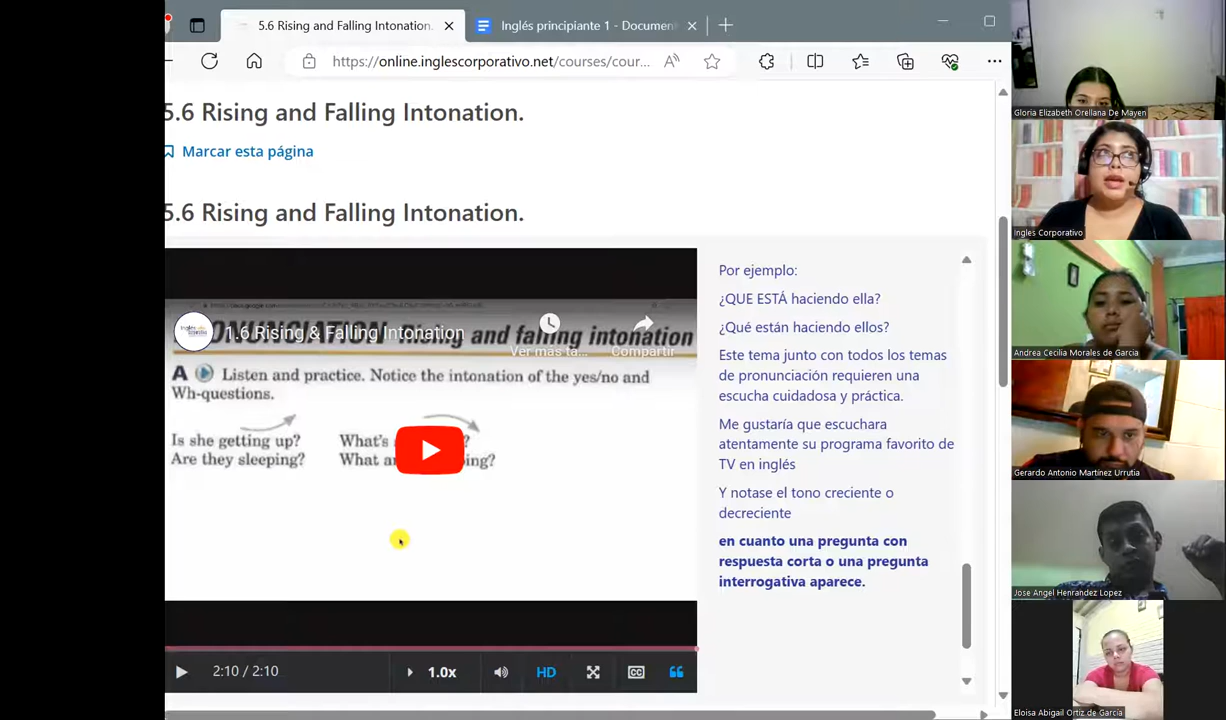 5.6 Rising and Falling Intonation.
Inglés principiante 1 - Documen
https://online.inglescorporativo.net/courses/cour...
5.6 Rising and Falling Intonation.
Marcar esta página
5.6 Rising and Falling Intonation.
1.6 Rising & Falling Intonation
and falling intonation
Ver más ta...
Compartir
A Listen and practice. Notice the intonation of the yes/no and
Wh-questions.
Is she getting up?
Are they sleeping?
What's
What
2:10 / 2:10
1.0x
HD
CC
Por ejemplo:
¿QUE ESTÁ haciendo ella?
¿Qué están haciendo ellos?
Este tema junto con todos los temas
de pronunciación requieren una
escucha cuidadosa y práctica.
Me gustaría que escuchara
atentamente su programa favorito de
TV en inglés
Y notase el tono creciente o
decreciente
en cuanto una pregunta con
respuesta corta o una pregunta
interrogativa aparece.
Gloria Elizabeth Orellana De Mayen
Ingles Corporativo
Andrea Cecilia Morales de Garcia
Gerardo Antonio Martínez Urrutia
Jose Angel Henrandez Lopez
Eloisa Abigail Ortiz de García